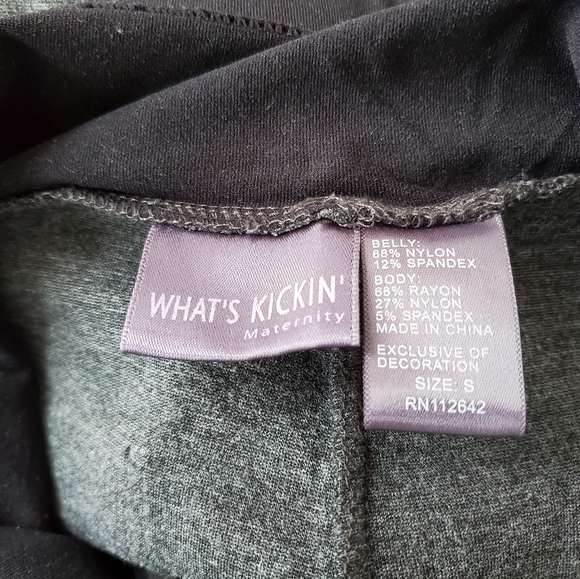 WHAT'S KICKIN'
Maternity
BELLY:
88% NYLON
12% SPANDEX
BODY:
68% RAYON
27% NYLON
5% SPANDEX
MADE IN CHINA
EXCLUSIVE OF
DECORATION
SIZE: S
RN112642